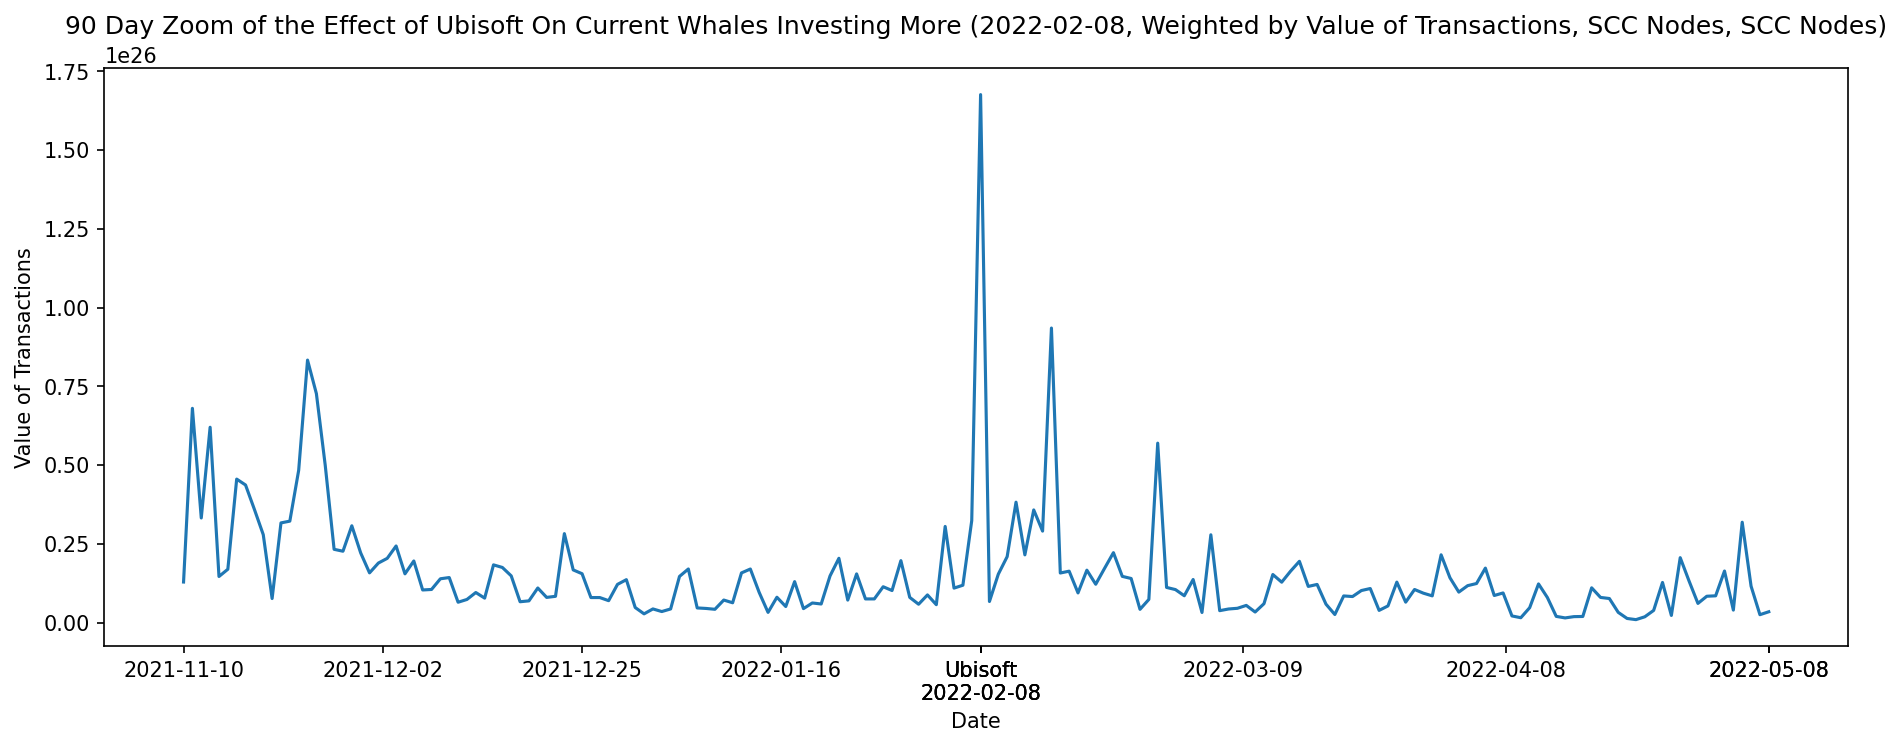 90 Day Zoom of the Effect of Ubisoft On Current Whales Investing More (2022-02-08, Weighted by Value of Transactions, SCC Nodes, SCC Nodes)
1e26
1.75
1.50
1.25
1.00
0.75
0.50
0.25
0.00
Value of Transactions
2021-11-10 2021-12-02 2021-12-25 2022-01-16 Ubisoft 2022-03-09 2022-04-08 2022-05-08
2022-02-08
Date